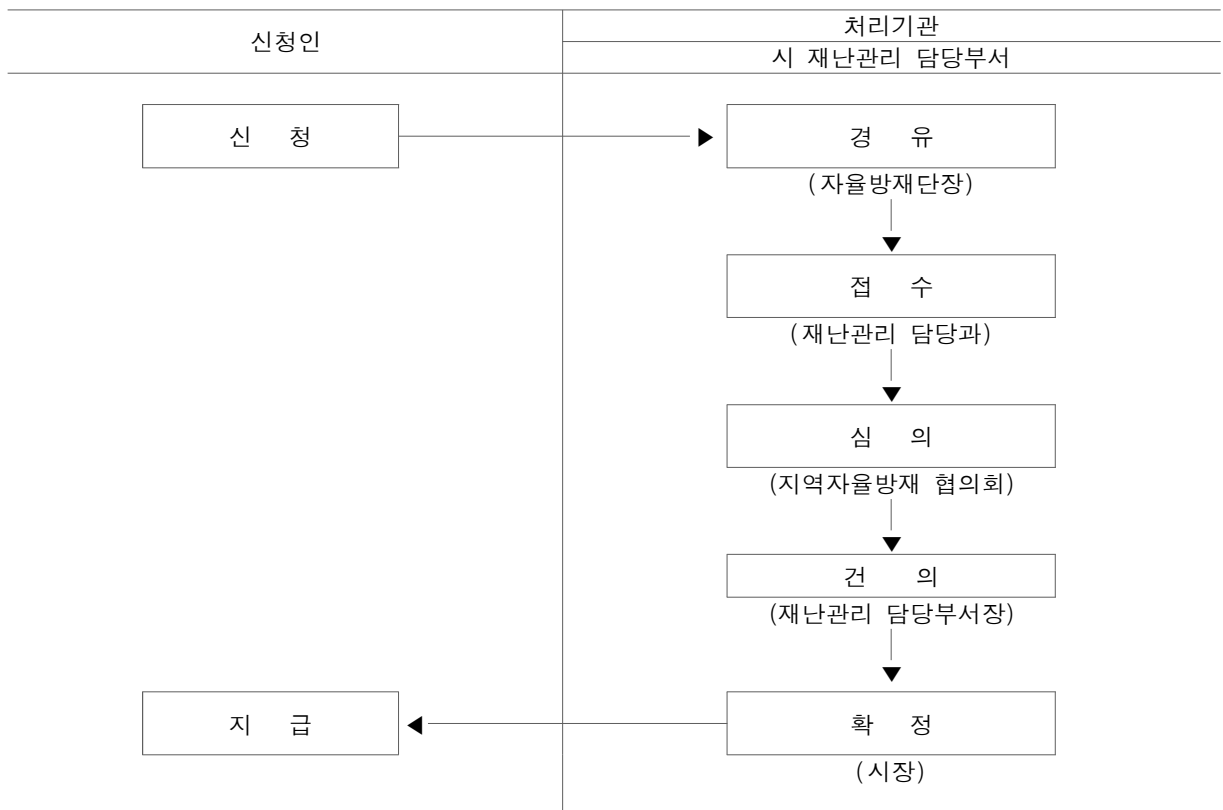 신청인
처리기관
시 재난관리 담당부서
신 청
경 유
(자율방재단장)
접 수
(재난관리 담당과)
심 의
(지역자율방재 협의회)
건 의
(재난관리 담당부서장)
지 급
확 정
(시장)